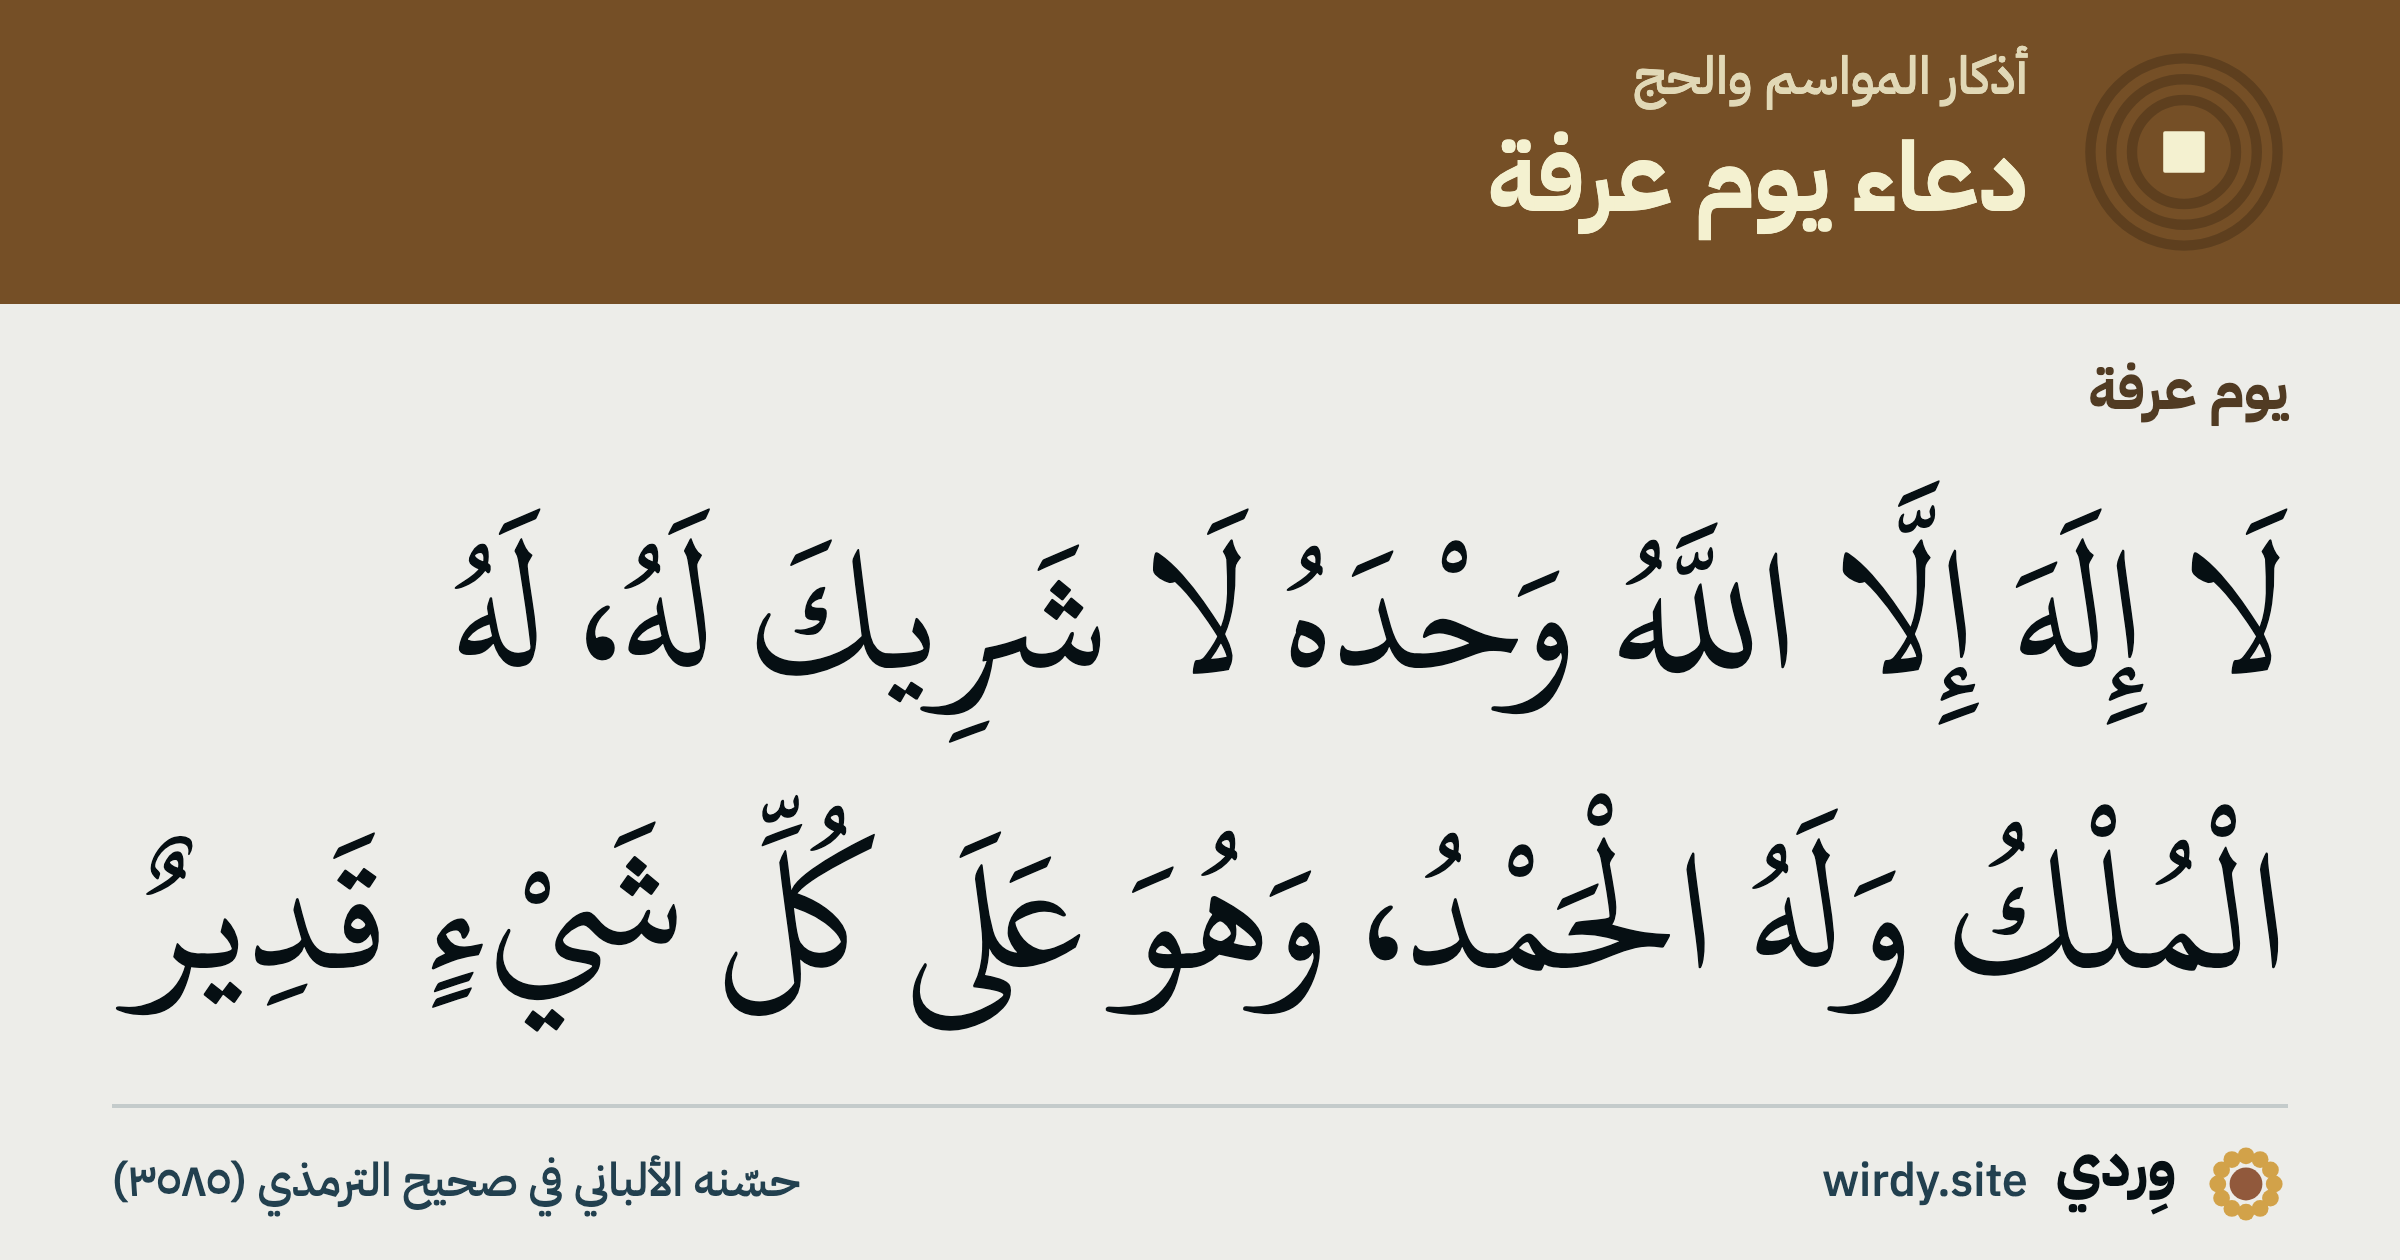 أذكار المواسم والحج
دعاء يوم عرفة
يوم عرفة
لَا إِلَهَ إِلَّا اللَّهُ وَحْدَهُ لَا شَرِيكَ لَهُ، لَهُ
الْمُلْكُ وَلَهُ الْحَمْدُ، وَهُوَ عَلَى كُلِّ شَيْءٍ قَدِيرٌ
وِردي wirdy.site
حسّنه الألباني في صحيح الترمذي (٣٥٨٥)